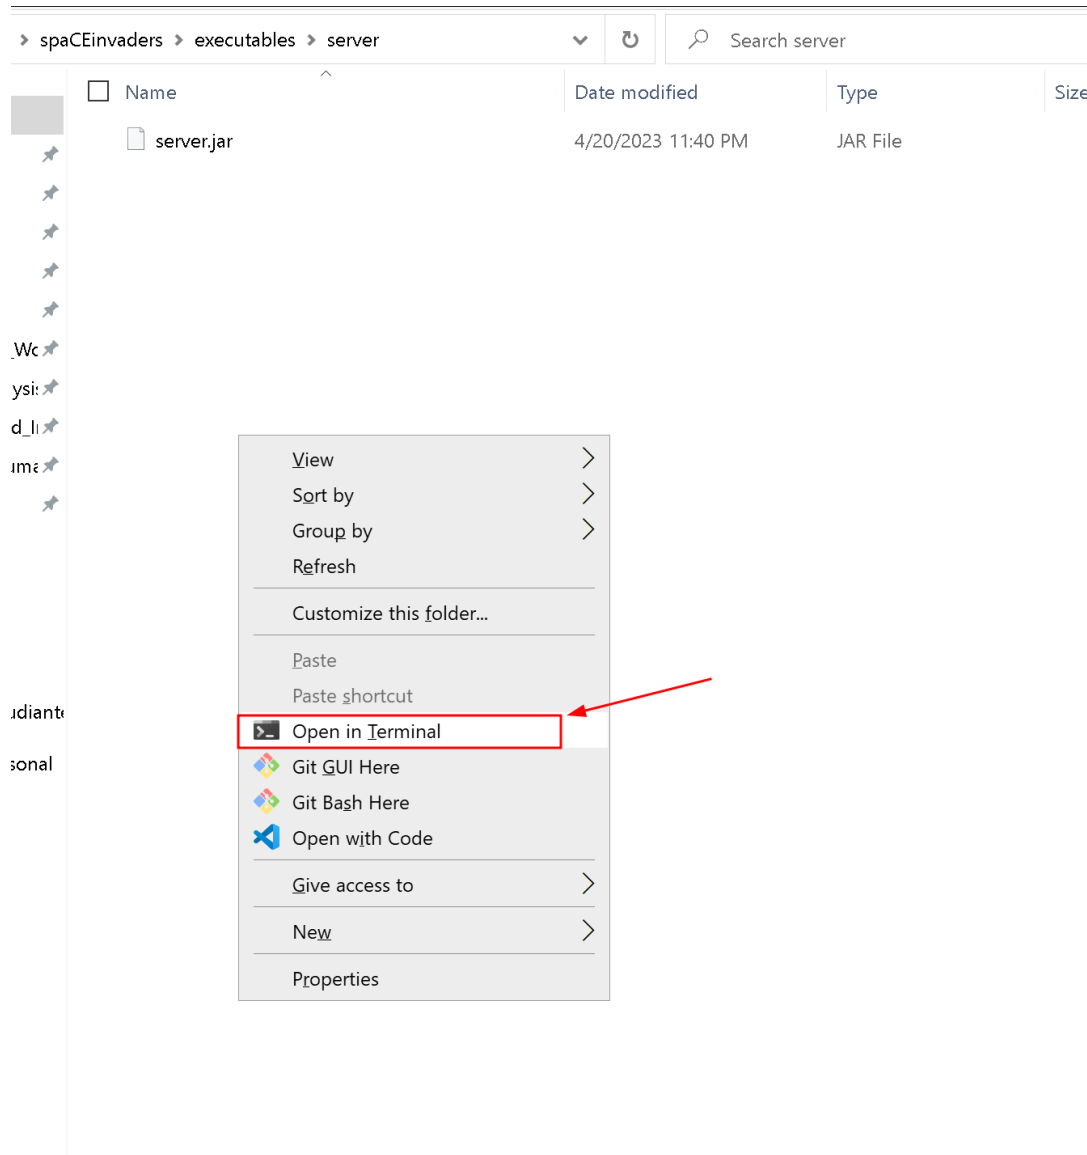 spaCEinvaders executables server Search server
Name Date modified Type Size
server.jar 4/20/2023 11:40 PM JAR File
View
Sort by
Group by
Refresh
Customize this folder...
Paste
Paste shortcut
Open in Terminal
Git GUI Here
Git Bash Here
Open with Code
Give access to
New
Properties